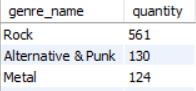 genre_name quantity
Rock 561
Alternative & Punk 130
Metal 124